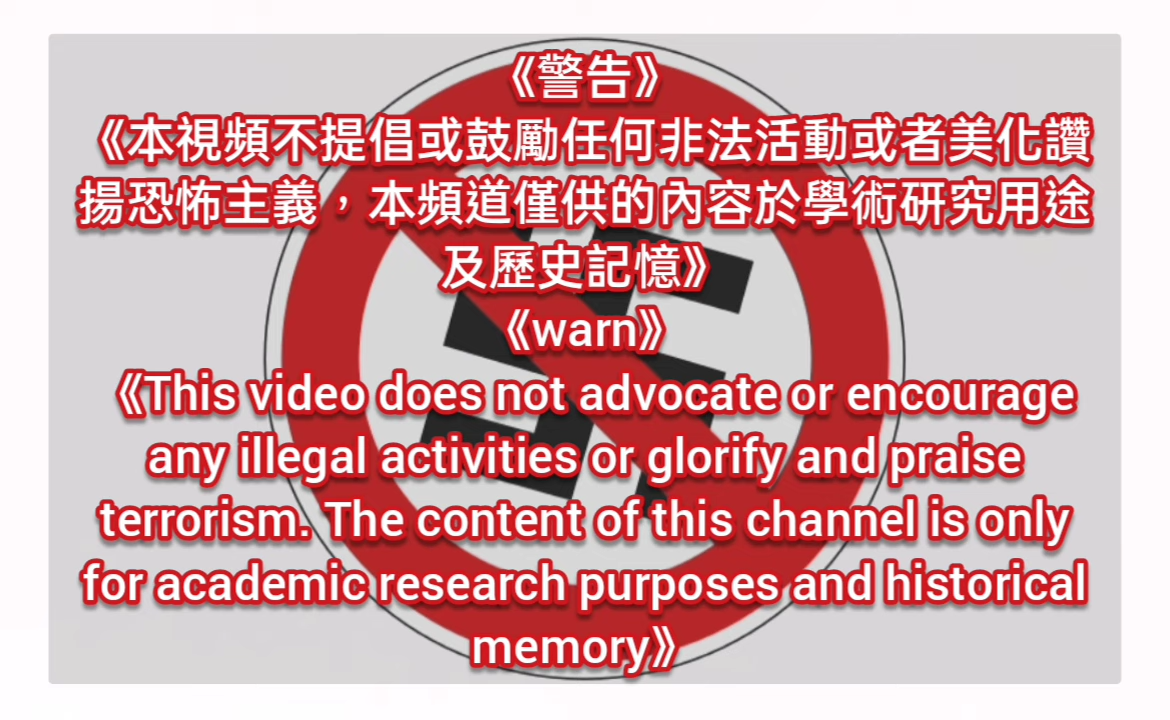 《警告》
《本視頻不提倡或鼓勵任何非法活動或者美化讚
揚恐怖主義，本頻道僅供的內容於學術研究用途
及歷史記憶》
《warn》
《This video does not advocate or encourage
any illegal activities or glorify and praise
terrorism. The content of this channel is only
for academic research purposes and historical
memory》